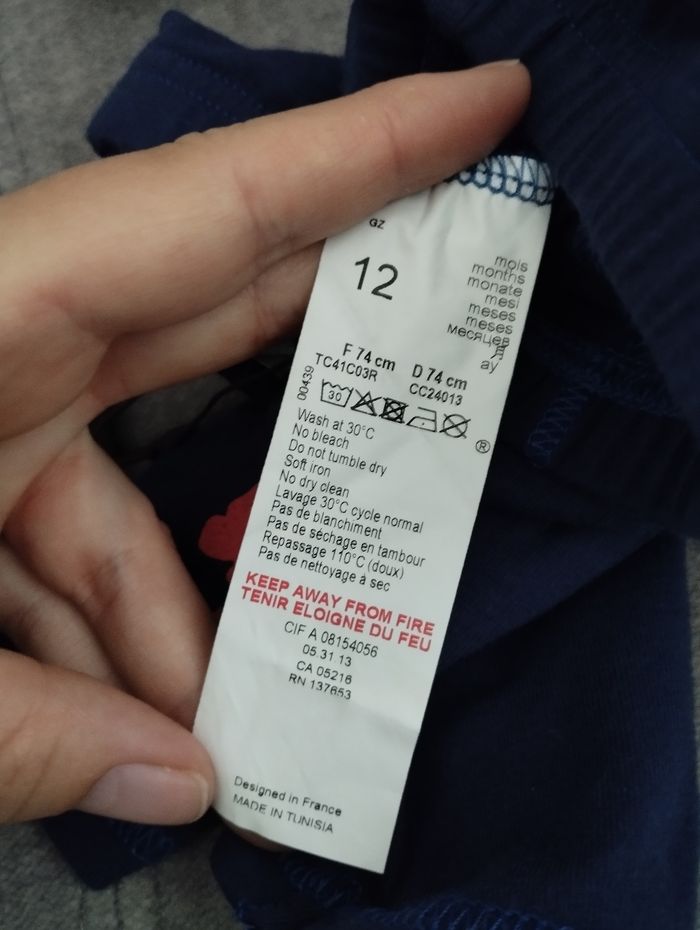 GZ
12
mois
months
monate
mesi
meses
meses
месяцев
月
ay
F 74 cm D 74 cm
TC41C03R CC24013
00439
30
®
Wash at 30°C
No bleach
Do not tumble dry
Soft iron
No dry clean
Lavage 30°C cycle normal
Pas de blanchiment
Pas de séchage en tambour
Repassage 110°C (doux)
Pas de nettoyage à sec
KEEP AWAY FROM FIRE
TENIR ELOIGNE DU FEU
CIF A 08154056
05.31.13
CA 05216
RN 137653
Designed in France
MADE IN TUNISIA